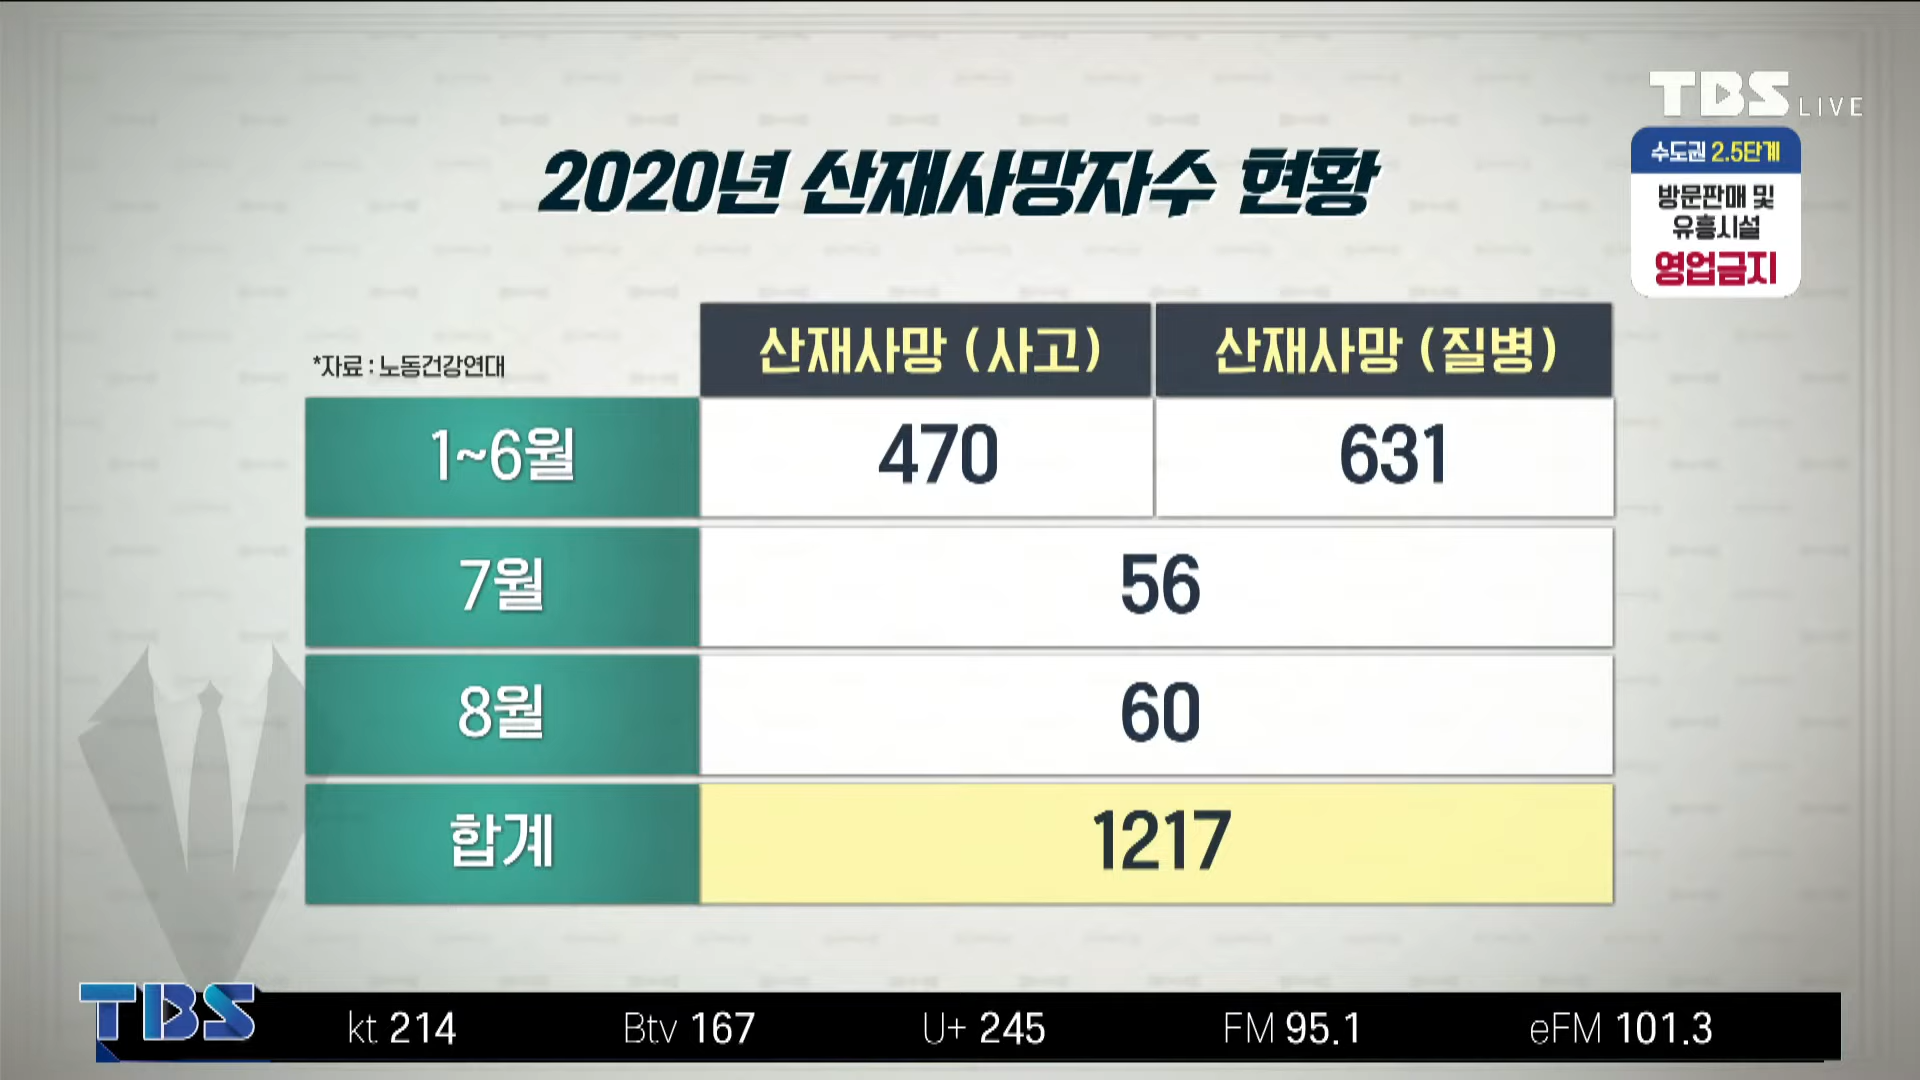 TBS LIVE
수도권 2.5단계
방문판매 및
유흥시설
영업금지
2020년 산재사망자수 현황
*자료 : 노동건강연대
산재사망 (사고) 산재사망 (질병)
1~6월 470 631
7월 56
8월 60
합계 1217
TBS kt 214 Btv 167 U+ 245 FM 95.1 eFM 101.3